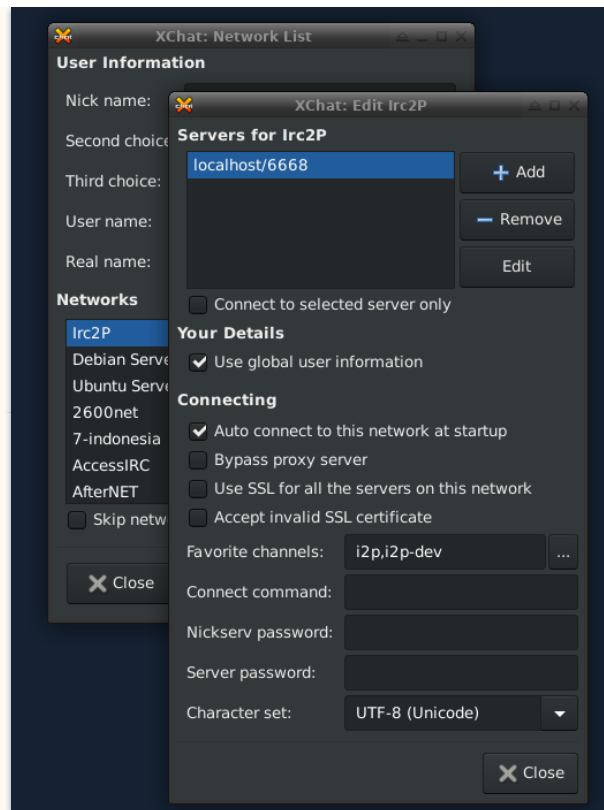 XChat: Network List
User Information
Nick name:
Second choice
Third choice:
User name:
Real name:
Networks
Irc2P
Debian Serve
Ubuntu Serve
2600net
7-indonesia
AccessIRC
AfterNET
Skip netw
Close
XChat: Edit Irc2P
Servers for Irc2P
localhost/6668
Add
Remove
Edit
Connect to selected server only
Your Details
Use global user information
Connecting
Auto connect to this network at startup
Bypass proxy server
Use SSL for all the servers on this network
Accept invalid SSL certificate
Favorite channels: i2p,i2p-dev ...
Connect command:
Nickserv password:
Server password:
Character set: UTF-8 (Unicode)
Close